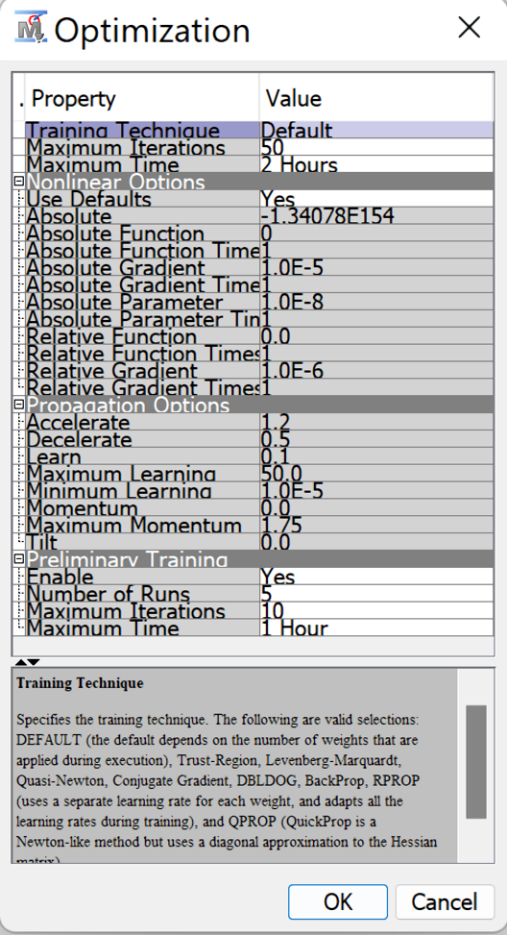 Optimization
. Property Value
Training Technique Default
Maximum Iterations 50
Maximum Time 2 Hours
Nonlinear Options
Use Defaults Yes
Absolute -1.34078E154
Absolute Function 0
Absolute Function Time 1
Absolute Gradient 1.0E-5
Absolute Gradient Time 1
Absolute Parameter 1.0E-8
Absolute Parameter Tim 1
Relative Function 0.0
Relative Function Times 1
Relative Gradient 1.0E-6
Relative Gradient Times 1
Propagation Options
Accelerate 1.2
Decelerate 0.5
Learn 0.1
Maximum Learning 50.0
Minimum Learning 1.0E-5
Momentum 0.0
Maximum Momentum 1.75
Tilt 0.0
Preliminary Training
Enable Yes
Number of Runs 5
Maximum Iterations 10
Maximum Time 1 Hour
Training Technique
Specifies the training technique. The following are valid selections:
DEFAULT (the default depends on the number of weights that are
applied during execution), Trust-Region, Levenberg-Marquardt,
Quasi-Newton, Conjugate Gradient, DBLDOG, BackProp, RPROP
(uses a separate learning rate for each weight, and adapts all the
learning rates during training), and QPROP (QuickProp is a
Newton-like method but uses a diagonal approximation to the Hessian
matrix)
OK Cancel